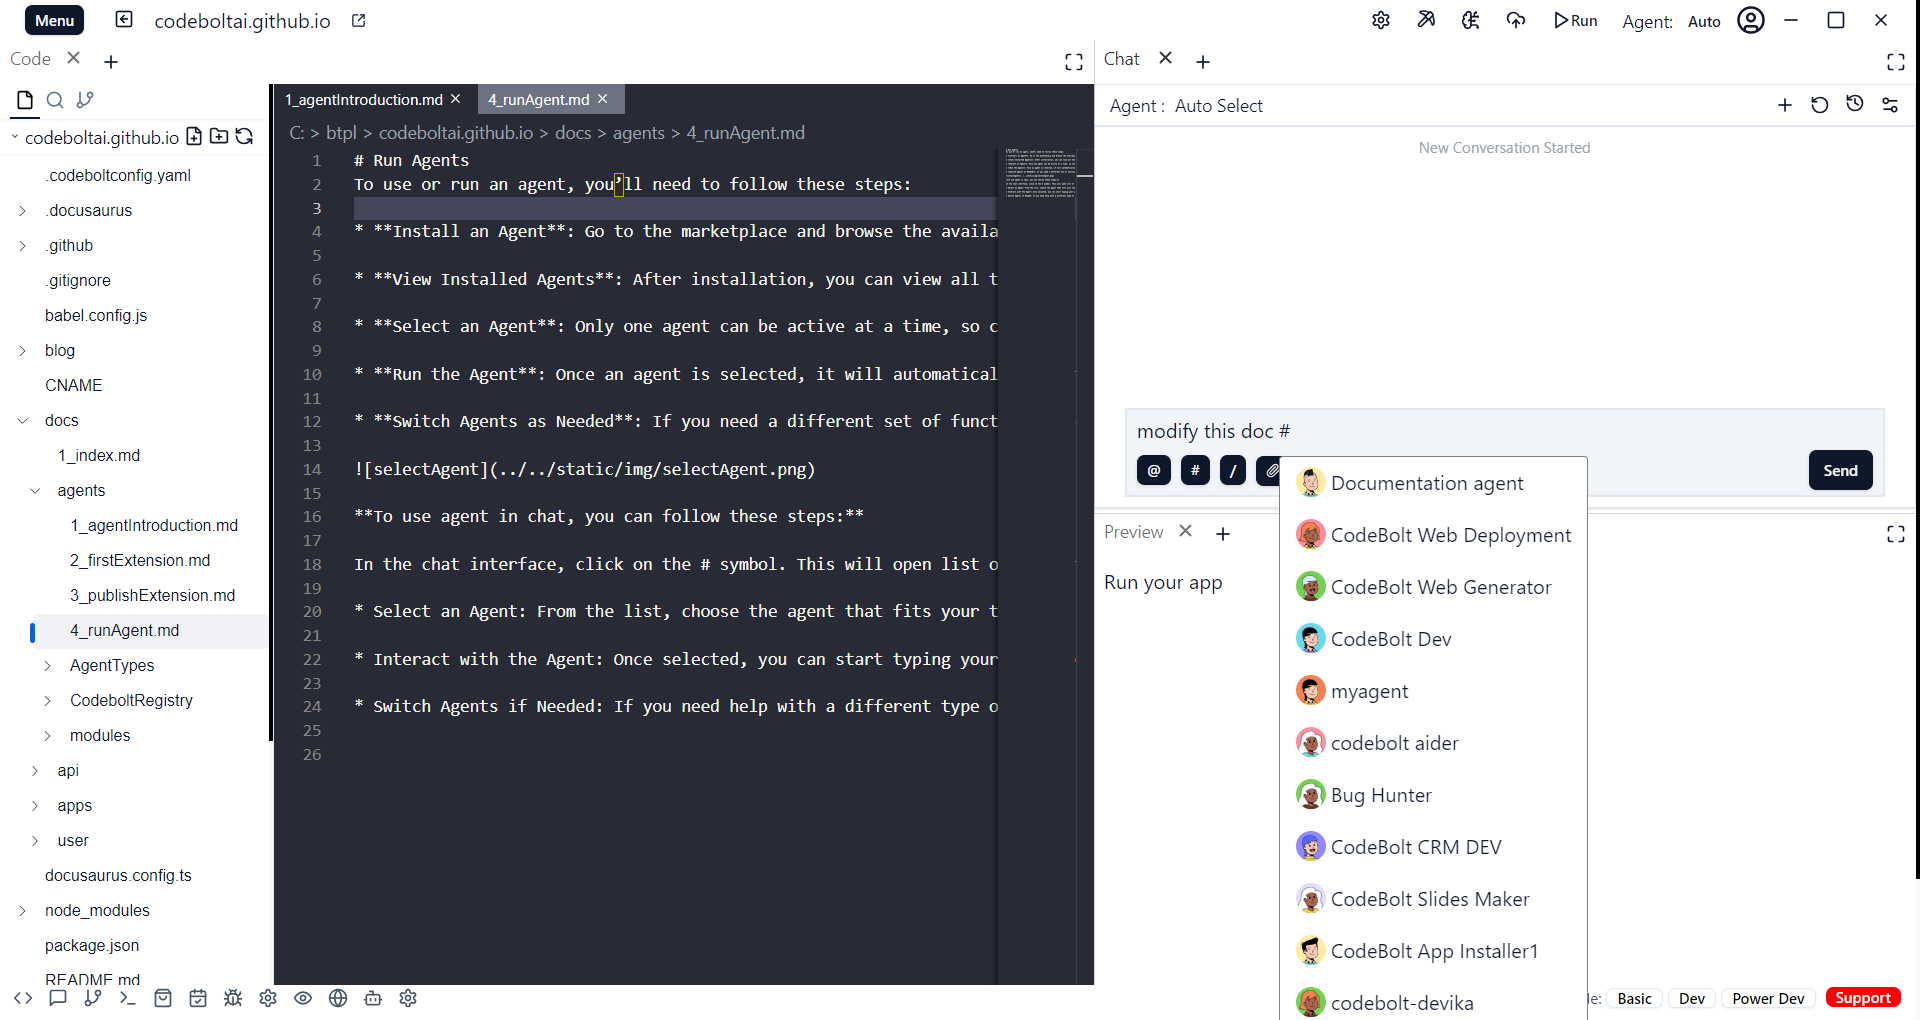 Menu
codeboltai.github.io
Run
Agent: Auto
Code
Chat
codeboltai.github.io
.codeboltconfig.yaml
.docusaurus
.github
.gitignore
babel.config.js
blog
CNAME
docs
1_index.md
agents
1_agentIntroduction.md
2_firstExtension.md
3_publishExtension.md
4_runAgent.md
AgentTypes
CodeboltRegistry
modules
api
apps
user
docusaurus.config.ts
node_modules
package.json
README.md
1_agentIntroduction.md
4_runAgent.md
C: > btpl > codeboltai.github.io > docs > agents > 4_runAgent.md
1 # Run Agents
2 To use or run an agent, you’ll need to follow these steps:
3
4 * **Install an Agent**: Go to the marketplace and browse the availa
5
6 * **View Installed Agents**: After installation, you can view all t
7
8 * **Select an Agent**: Only one agent can be active at a time, so c
9
10 * **Run the Agent**: Once an agent is selected, it will automatical
11
12 * **Switch Agents as Needed**: If you need a different set of funct
13
14 ![selectAgent](../../static/img/selectAgent.png)
15
16 **To use agent in chat, you can follow these steps:**
17
18 In the chat interface, click on the # symbol. This will open list o
19
20 * Select an Agent: From the list, choose the agent that fits your t
21
22 * Interact with the Agent: Once selected, you can start typing your
23
24 * Switch Agents if Needed: If you need help with a different type o
25
26
Agent : Auto Select
New Conversation Started
modify this doc #
@ # /
Send
Documentation agent
CodeBolt Web Deployment
CodeBolt Web Generator
CodeBolt Dev
myagent
codebolt aider
Bug Hunter
CodeBolt CRM DEV
CodeBolt Slides Maker
CodeBolt App Installer1
codebolt-devika
Preview
Run your app
Basic
Dev
Power Dev
Support